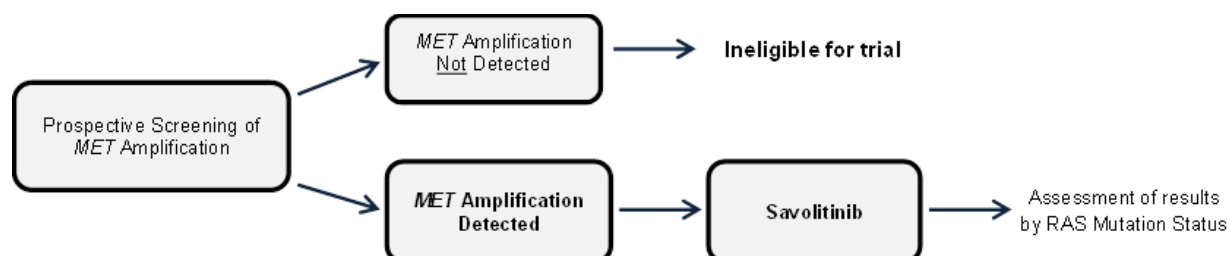 MET Amplification
Not Detected
Ineligible for trial
Prospective Screening of
MET Amplification
MET Amplification
Detected
Savolitinib
Assessment of results
by RAS Mutation Status